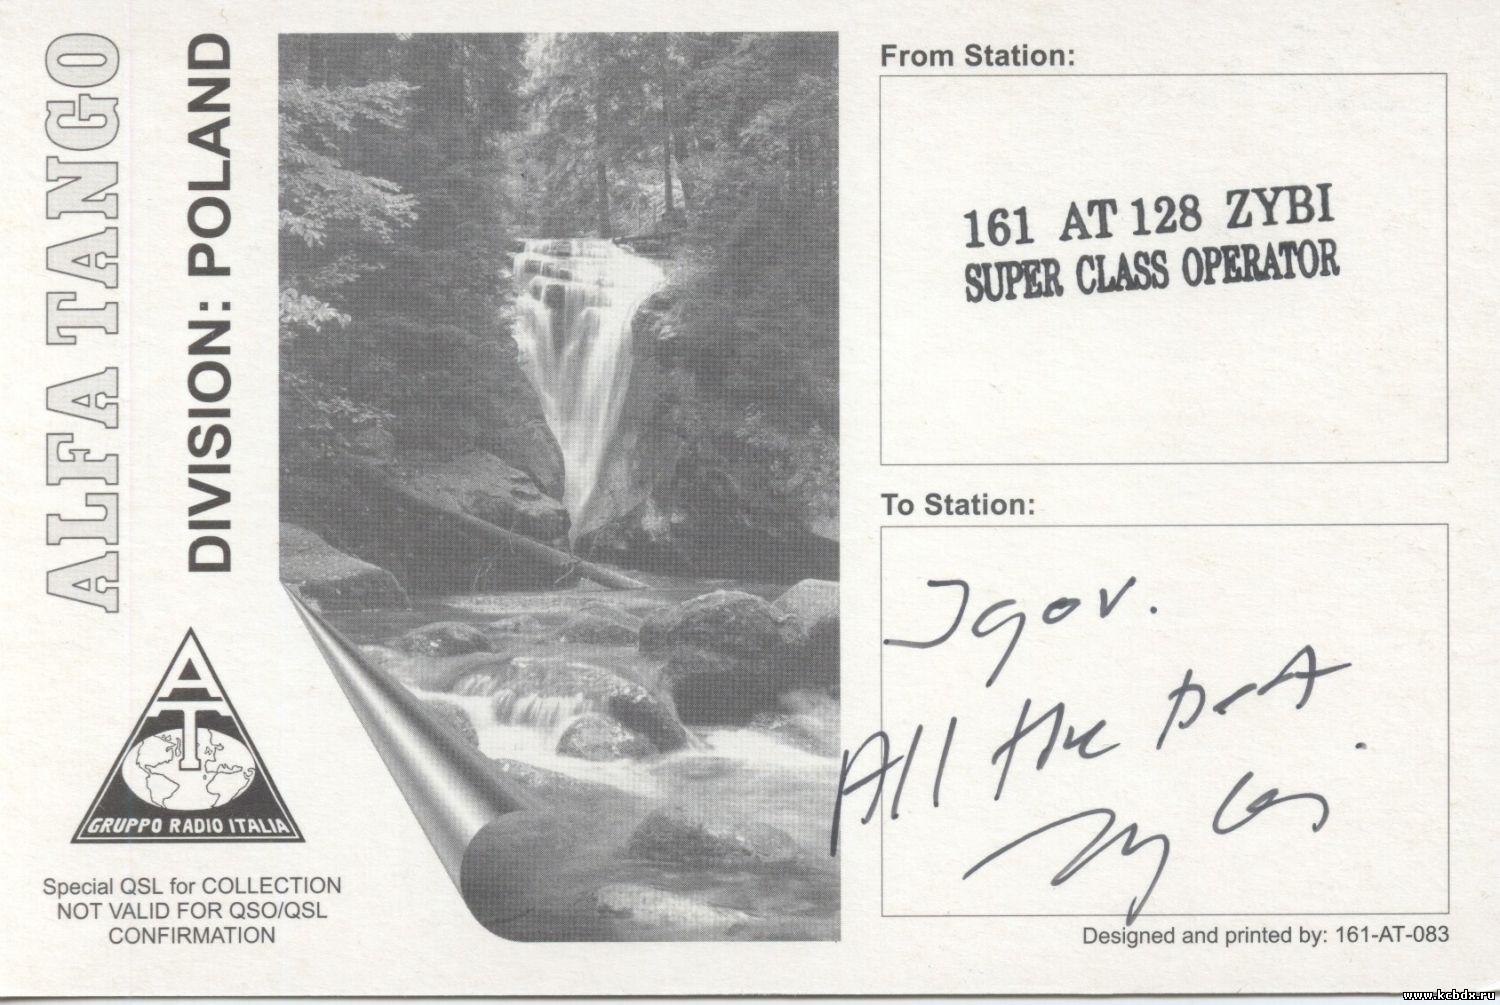 ALFA TANGO
DIVISION: POLAND
AT
GRUPPO RADIO ITALIA
Special QSL for COLLECTION
NOT VALID FOR QSO/QSL
CONFIRMATION
From Station:
161 AT 128 ZYBI
SUPER CLASS OPERATOR
To Station:
Igor.
All the best
Designed and printed by: 161-AT-083
www.kcbdx.ru